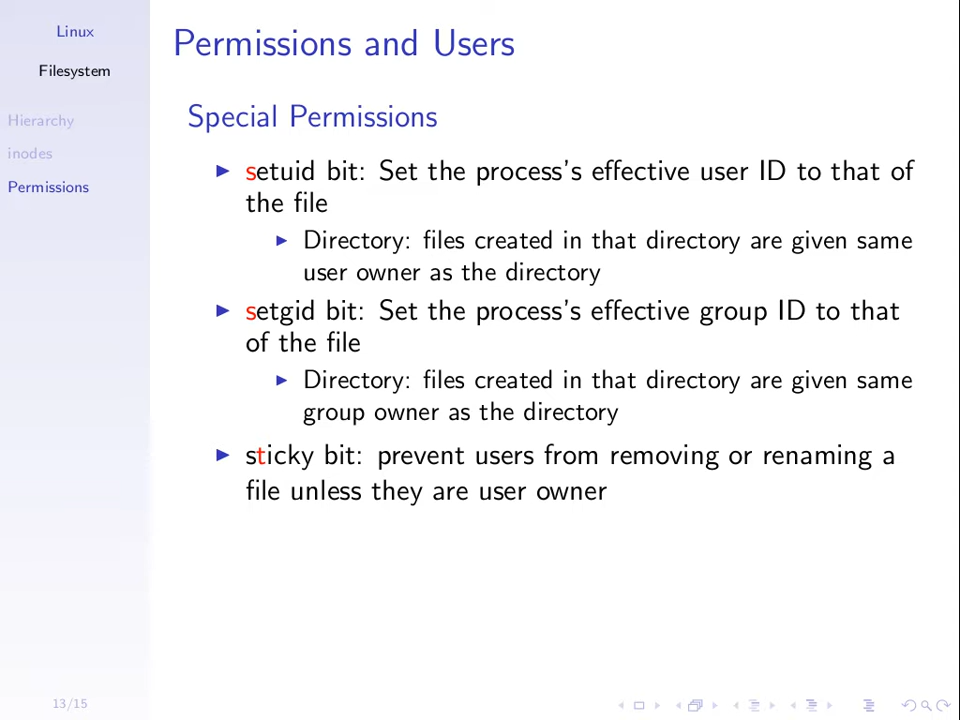 Linux
Filesystem
Hierarchy
inodes
Permissions
Permissions and Users
Special Permissions
setuid bit: Set the process's effective user ID to that of
the file
Directory: files created in that directory are given same
user owner as the directory
setgid bit: Set the process's effective group ID to that
of the file
Directory: files created in that directory are given same
group owner as the directory
sticky bit: prevent users from removing or renaming a
file unless they are user owner
13/15